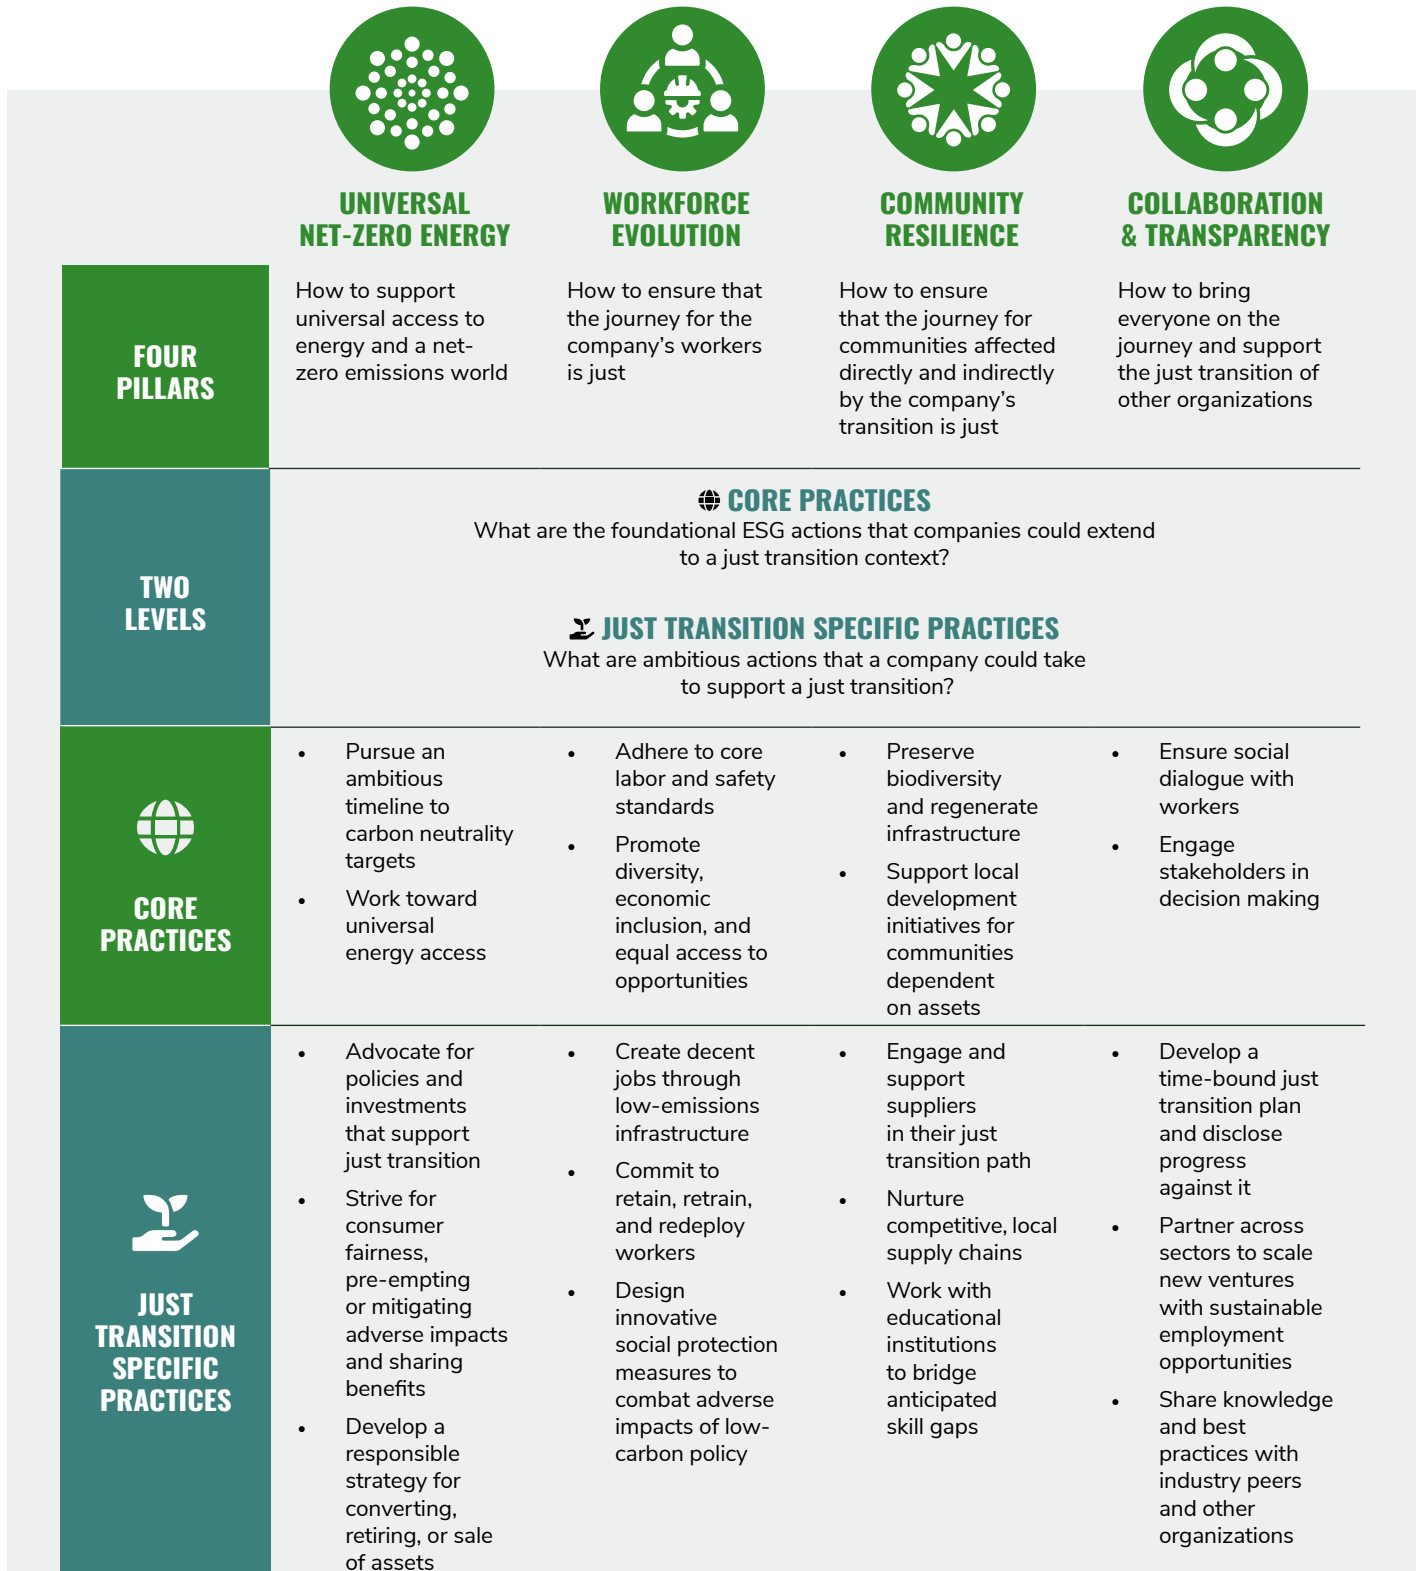 UNIVERSAL
NET-ZERO ENERGY
WORKFORCE
EVOLUTION
COMMUNITY
RESILIENCE
COLLABORATION
& TRANSPARENCY
FOUR
PILLARS
How to support
universal access to
energy and a net-
zero emissions world
How to ensure that
the journey for the
company’s workers
is just
How to ensure
that the journey for
communities affected
directly and indirectly
by the company’s
transition is just
How to bring
everyone on the
journey and support
the just transition of
other organizations
TWO
LEVELS
CORE PRACTICES
What are the foundational ESG actions that companies could extend
to a just transition context?
JUST TRANSITION SPECIFIC PRACTICES
What are ambitious actions that a company could take
to support a just transition?
CORE
PRACTICES
• Pursue an
ambitious
timeline to
carbon neutrality
targets
• Work toward
universal
energy access
• Adhere to core
labor and safety
standards
• Promote
diversity,
economic
inclusion, and
equal access to
opportunities
• Preserve
biodiversity
and regenerate
infrastructure
• Support local
development
initiatives for
communities
dependent
on assets
• Ensure social
dialogue with
workers
• Engage
stakeholders in
decision making
JUST
TRANSITION
SPECIFIC
PRACTICES
• Advocate for
policies and
investments
that support
just transition
• Strive for
consumer
fairness,
pre-empting
or mitigating
adverse impacts
and sharing
benefits
• Develop a
responsible
strategy for
converting,
retiring, or sale
of assets
• Create decent
jobs through
low-emissions
infrastructure
• Commit to
retain, retrain,
and redeploy
workers
• Design
innovative
social protection
measures to
combat adverse
impacts of low-
carbon policy
• Engage and
support
suppliers
in their just
transition path
• Nurture
competitive, local
supply chains
• Work with
educational
institutions
to bridge
anticipated
skill gaps
• Develop a
time-bound just
transition plan
and disclose
progress
against it
• Partner across
sectors to scale
new ventures
with sustainable
employment
opportunities
• Share knowledge
and best
practices with
industry peers
and other
organizations